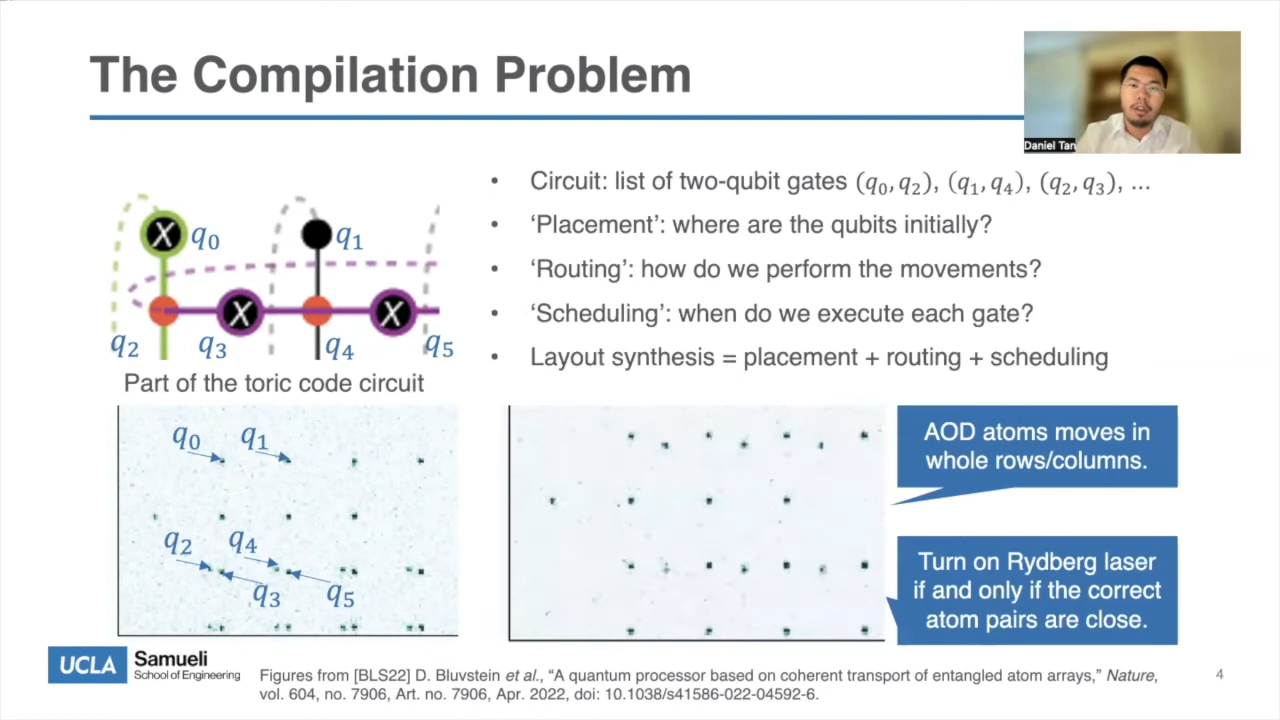 The Compilation Problem
Daniel Tan
• Circuit: list of two-qubit gates (q₀, q₂), (q₁, q₄), (q₂, q₃), ...
• ‘Placement’: where are the qubits initially?
• ‘Routing’: how do we perform the movements?
• ‘Scheduling’: when do we execute each gate?
• Layout synthesis = placement + routing + scheduling
X q₀ q₁
X X
q₂ q₃ q₄ q₅
Part of the toric code circuit
q₀ q₁
q₂ q₄
q₃ q₅
AOD atoms moves in
whole rows/columns.
Turn on Rydberg laser
if and only if the correct
atom pairs are close.
UCLA Samueli
School of Engineering
Figures from [BLS22] D. Bluvstein et al., “A quantum processor based on coherent transport of entangled atom arrays,” Nature,
vol. 604, no. 7906, Art. no. 7906, Apr. 2022, doi: 10.1038/s41586-022-04592-6.
4